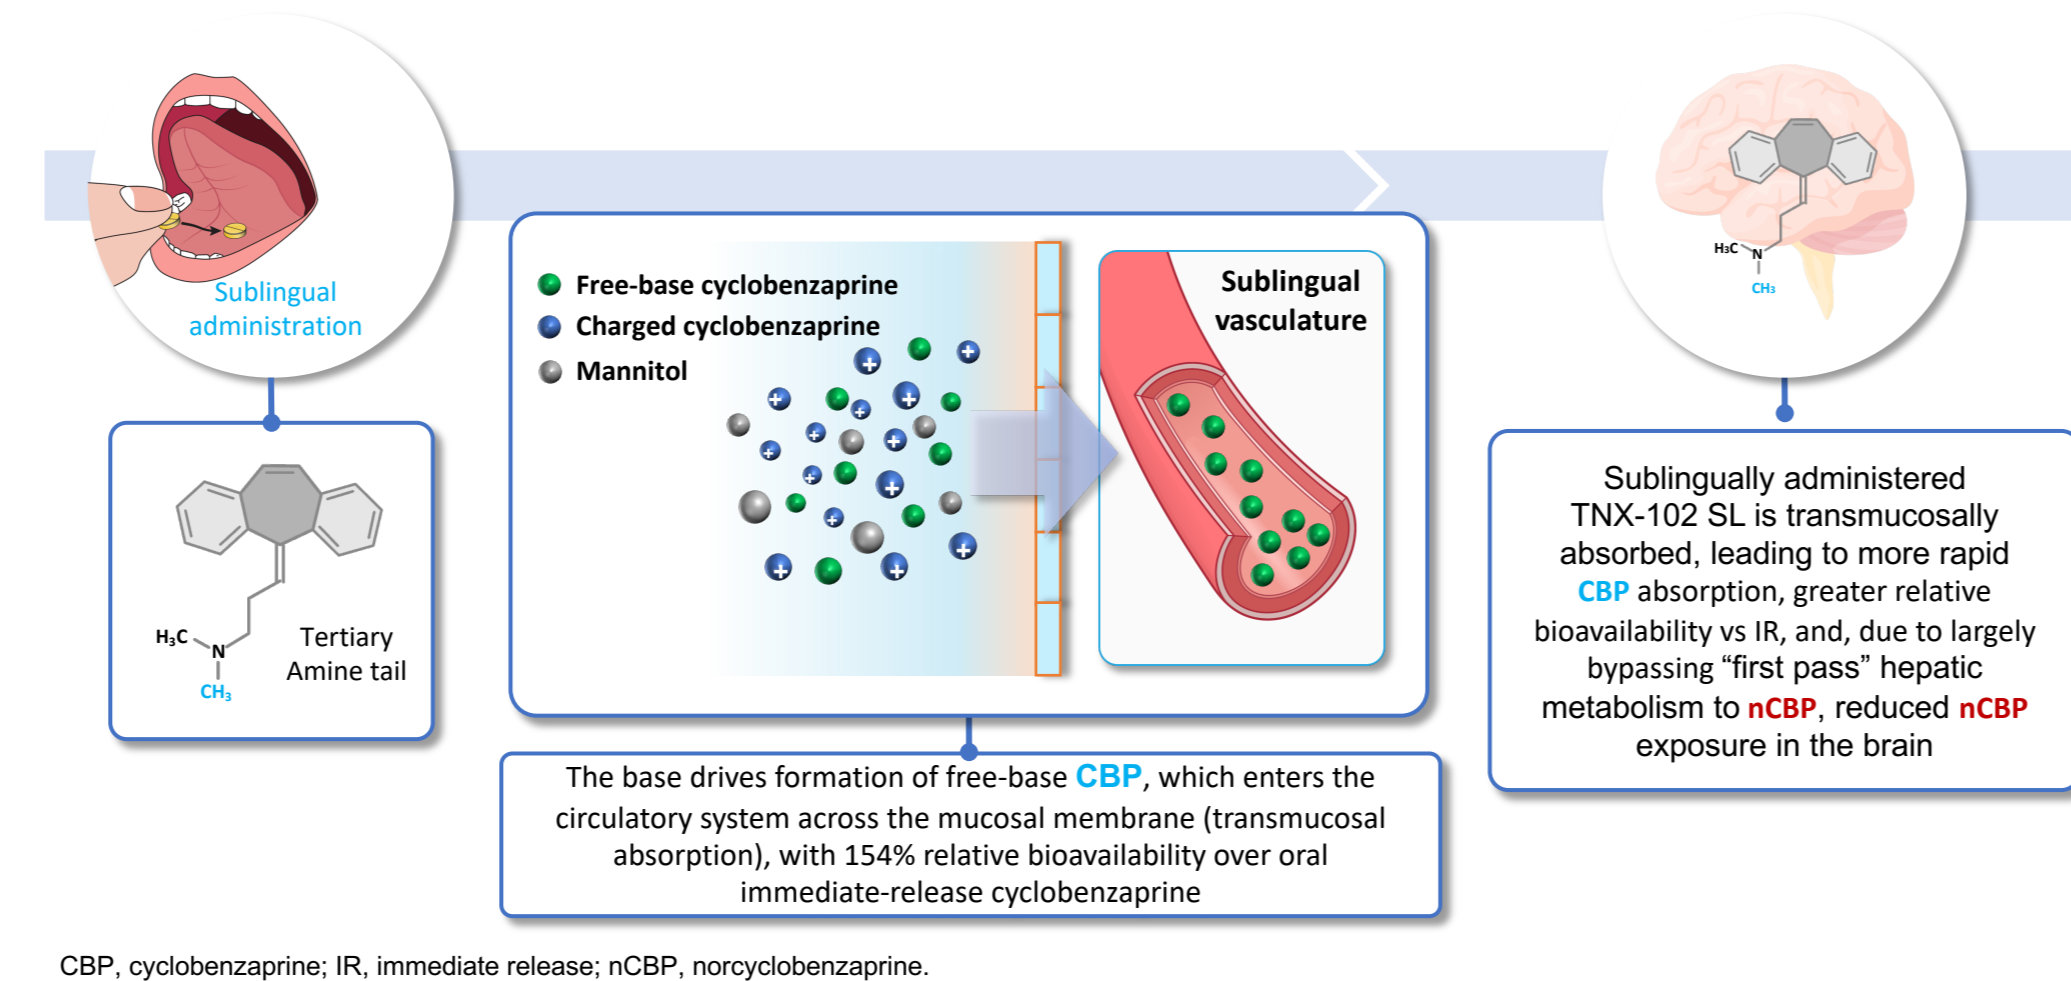 Sublingual
administration
H₃C
N
CH₃
Tertiary
Amine tail
Free-base cyclobenzaprine
Charged cyclobenzaprine
Mannitol
+
+
+
+
+
+
+
+
+
+
+
+
+
+
Sublingual
vasculature
The base drives formation of free-base CBP, which enters the
circulatory system across the mucosal membrane (transmucosal
absorption), with 154% relative bioavailability over oral
immediate-release cyclobenzaprine
H₃C
N
CH₃
Sublingually administered
TNX-102 SL is transmucosally
absorbed, leading to more rapid
CBP absorption, greater relative
bioavailability vs IR, and, due to largely
bypassing “first pass” hepatic
metabolism to nCBP, reduced nCBP
exposure in the brain
CBP, cyclobenzaprine; IR, immediate release; nCBP, norcyclobenzaprine.